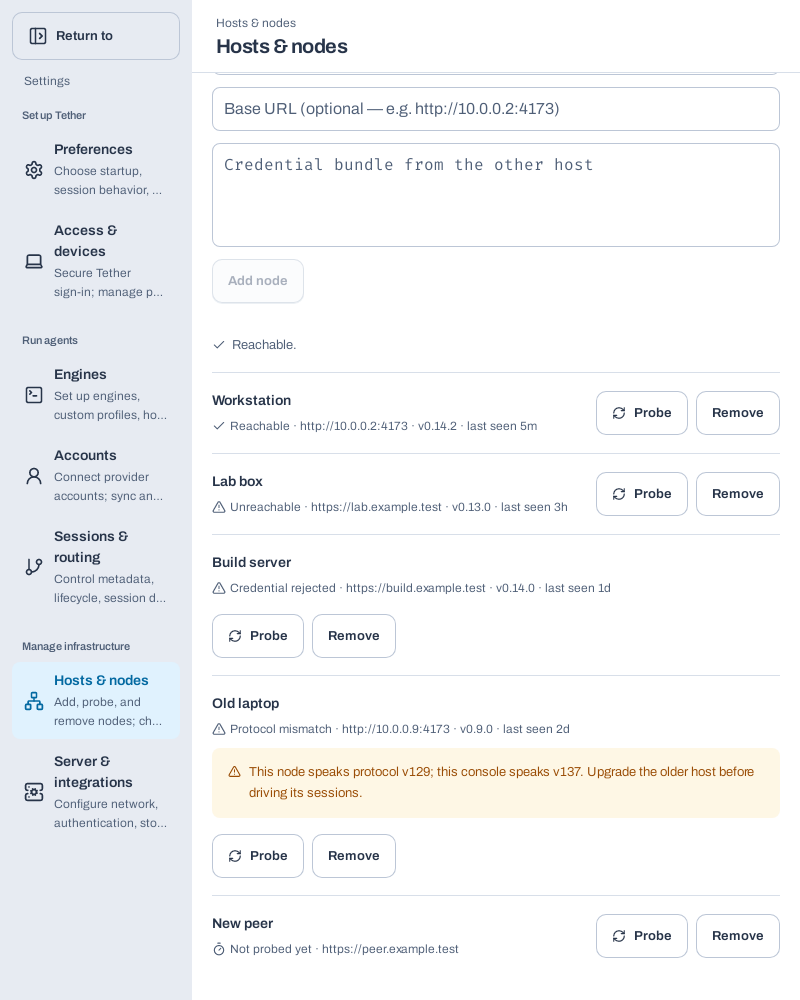 Return to
Settings
Set up Tether
Preferences
Choose startup,
session behavior, ...
Access &
devices
Secure Tether
sign-in; manage p...
Run agents
Engines
Set up engines,
custom profiles, ho...
Accounts
Connect provider
accounts; sync an...
Sessions &
routing
Control metadata,
lifecycle, session d...
Manage infrastructure
Hosts & nodes
Add, probe, and
remove nodes; ch...
Server &
integrations
Configure network,
authentication, sto...
Hosts & nodes
Hosts & nodes
Base URL (optional — e.g. http://10.0.0.2:4173)
Credential bundle from the other host
Add node
Reachable.
Workstation
Reachable · http://10.0.0.2:4173 · v0.14.2 · last seen 5m
Probe
Remove
Lab box
Unreachable · https://lab.example.test · v0.13.0 · last seen 3h
Probe
Remove
Build server
Credential rejected · https://build.example.test · v0.14.0 · last seen 1d
Probe
Remove
Old laptop
Protocol mismatch · http://10.0.0.9:4173 · v0.9.0 · last seen 2d
This node speaks protocol v129; this console speaks v137. Upgrade the older host before
driving its sessions.
Probe
Remove
New peer
Not probed yet · https://peer.example.test
Probe
Remove